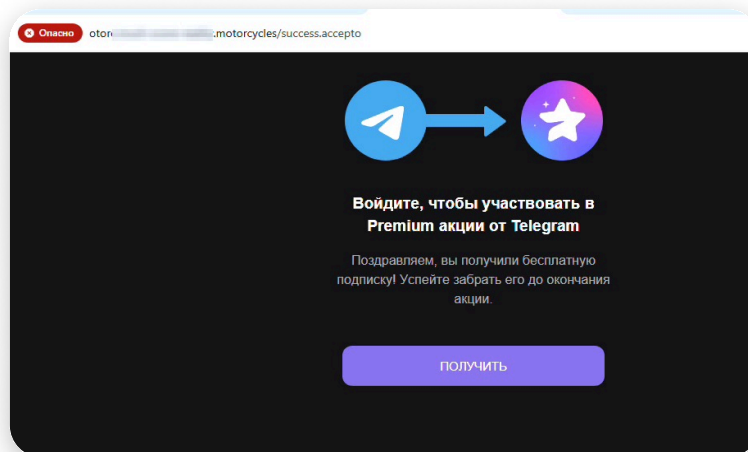 Опасно otor .motorcycles/success.accepto
Войдите, чтобы участвовать в
Premium акции от Telegram
Поздравляем, вы получили бесплатную
подписку! Успейте забрать его до окончания
акции.
ПОЛУЧИТЬ